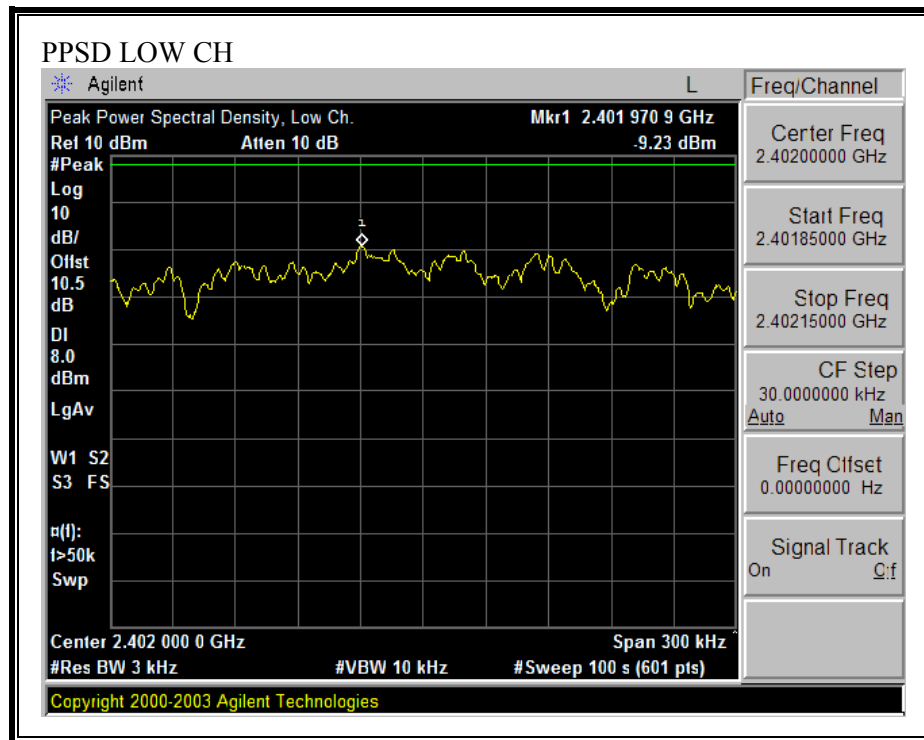 PPSD LOW CH
Agilent L
Freq/Channel
Peak Power Spectral Density, Low Ch. Mkr1 2.401 970 9 GHz
Ref 10 dBm Atten 10 dB -9.23 dBm
#Peak
Log
10
dB/
Offst
10.5
dB
DI
8.0
dBm
LgAv
W1 S2
S3 FS
¤(f):
f>50k
Swp
1
Center 2.402 000 0 GHz Span 300 kHz
#Res BW 3 kHz #VBW 10 kHz #Sweep 100 s (601 pts)
Copyright 2000-2003 Agilent Technologies
Center Freq
2.40200000 GHz
Start Freq
2.40185000 GHz
Stop Freq
2.40215000 GHz
CF Step
30.0000000 kHz
Auto Man
Freq Offset
0.00000000 Hz
Signal Track
On Off